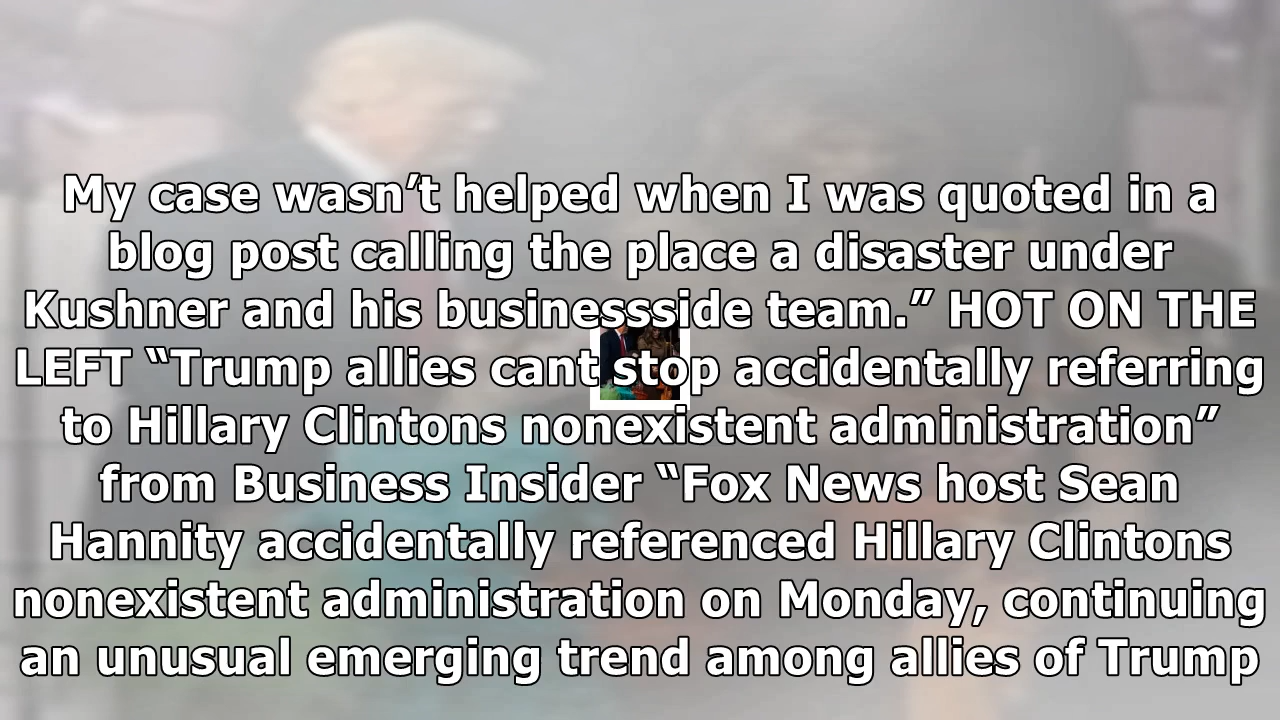 My case wasn’t helped when I was quoted in a
blog post calling the place a disaster under
Kushner and his businessside team.” HOT ON THE
LEFT “Trump allies cant stop accidentally referring
to Hillary Clintons nonexistent administration”
from Business Insider “Fox News host Sean
Hannity accidentally referenced Hillary Clintons
nonexistent administration on Monday, continuing
an unusual emerging trend among allies of Trump